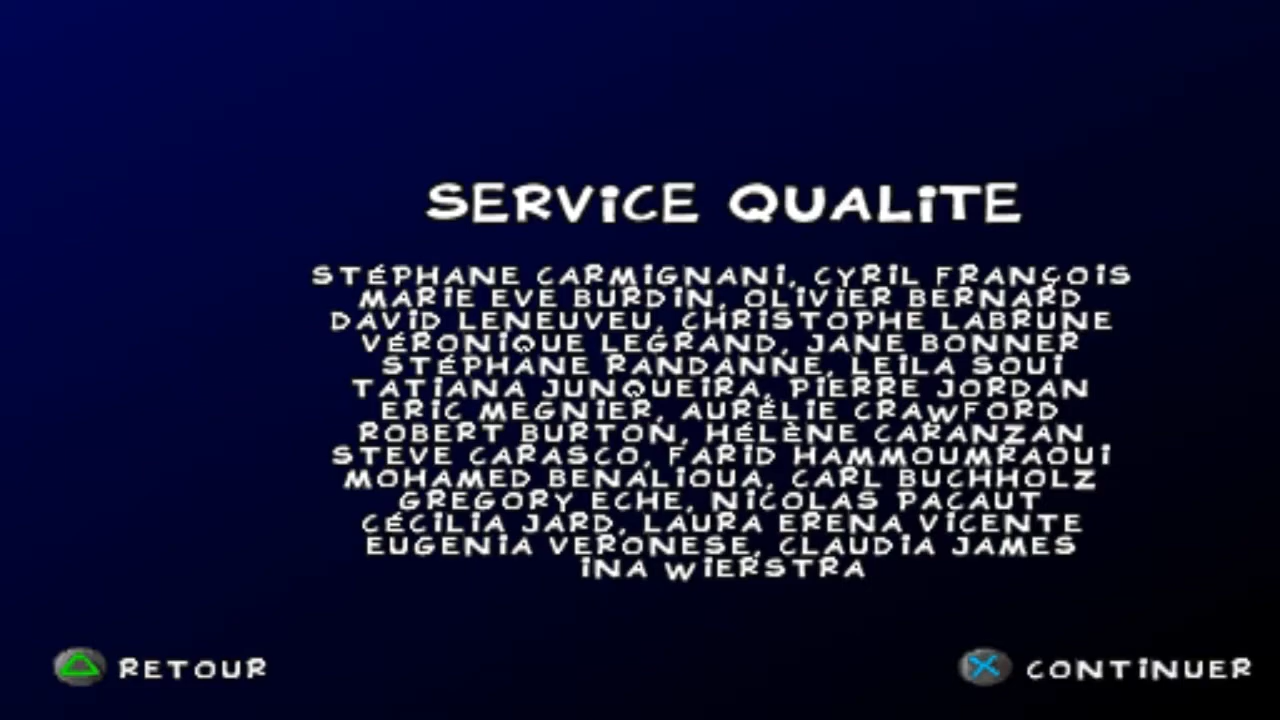 SERVICE QUALITE
STÉPHANE CARMIGNANI, CYRIL FRANÇOIS
MARIE EVE BURDIN, OLIVIER BERNARD
DAVID LENEUVEU, CHRISTOPHE LABRUNE
VÉRONIQUE LEGRAND, JANE BONNER
STÉPHANE RANDANNE, LEILA SOUI
TATIANA JUNQUEIRA, PIERRE JORDAN
ERIC MEGNIER, AURÉLIE CRAWFORD
ROBERT BURTON, HÉLÈNE CARANZAN
STEVE CARASCO, FARID HAMMOUMRAOUI
MOHAMED BENALIOUA, CARL BUCHHOLZ
GREGORY ECHE, NICOLAS PACAUT
CÉCILIA JARD, LAURA ERENA VICENTE
EUGENIA VERONESE, CLAUDIA JAMES
INA WIERSTRA
RETOUR
CONTINUER